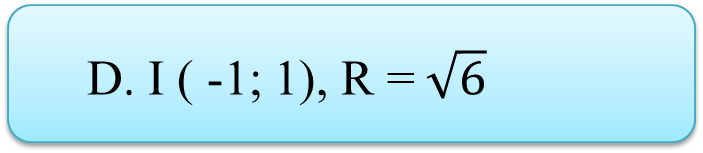 D. I ( -1; 1), R = √6